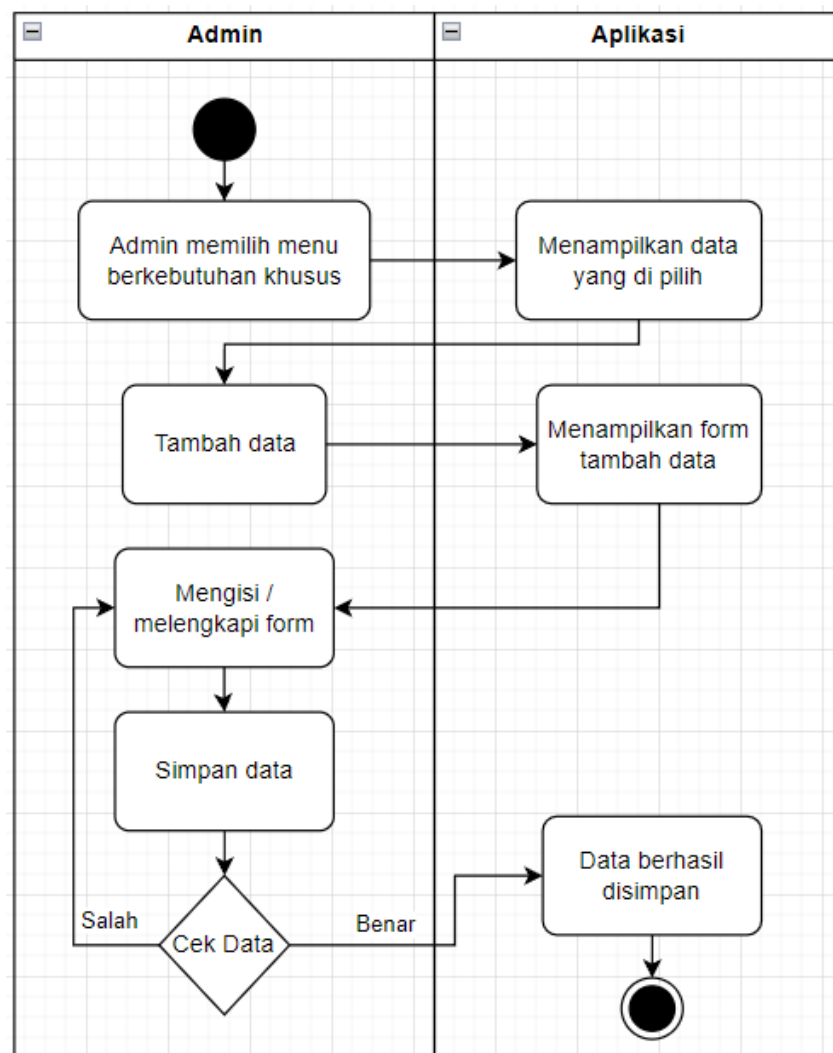 Admin
Aplikasi
Admin memilih menu
berkebutuhan khusus
Menampilkan data
yang di pilih
Tambah data
Menampilkan form
tambah data
Mengisi /
melengkapi form
Simpan data
Cek Data
Salah
Benar
Data berhasil
disimpan